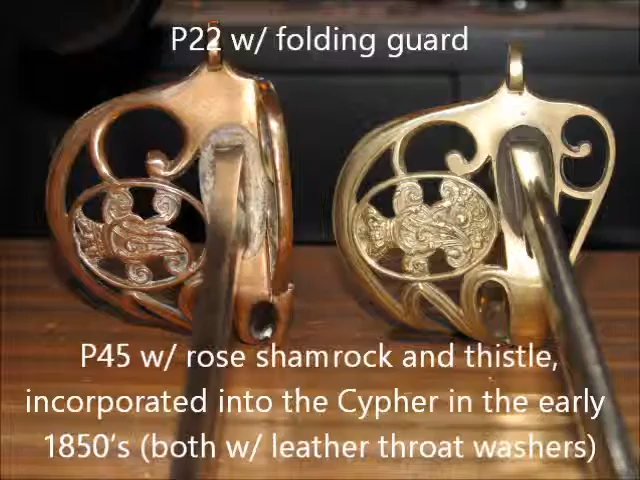 P22 w/ folding guard
P45 w/ rose shamrock and thistle,
incorporated into the Cypher in the early
1850's (both w/ leather throat washers)